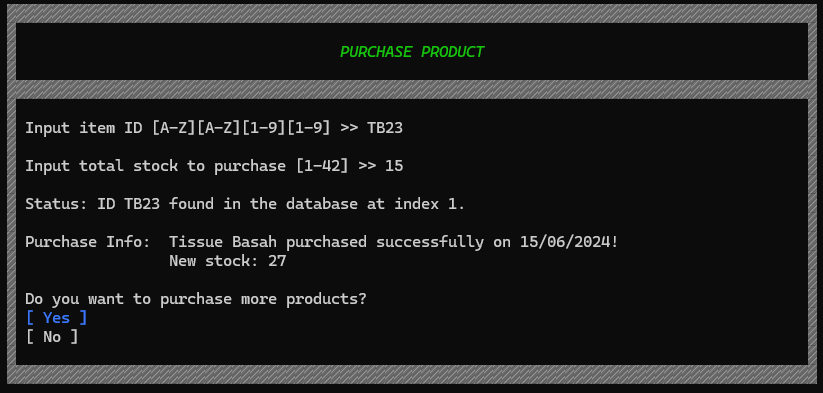 PURCHASE PRODUCT
Input item ID [A-Z][A-Z][1-9][1-9] >> TB23
Input total stock to purchase [1-42] >> 15
Status: ID TB23 found in the database at index 1.
Purchase Info:  Tissue Basah purchased successfully on 15/06/2024!
New stock: 27
Do you want to purchase more products?
[ Yes ]
[ No ]